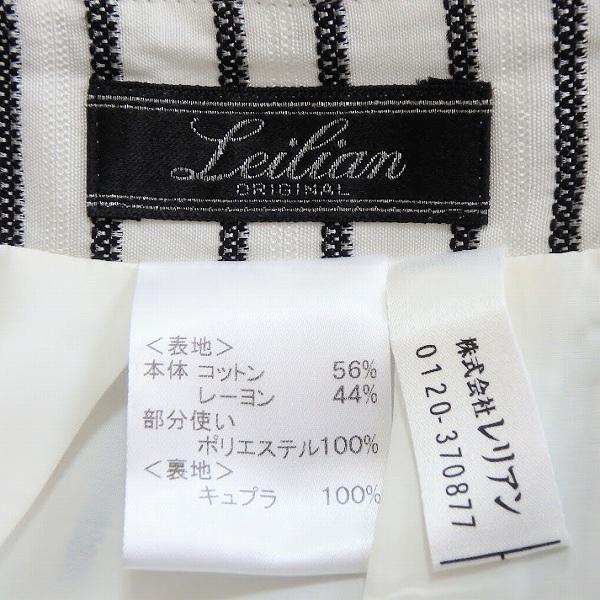 Leilian
ORIGINAL
＜表地＞
本体 コットン 56%
レーヨン 44%
部分使い
ポリエステル100%
＜裏地＞
キュプラ 100%
株式会社レリアン
0120-370877